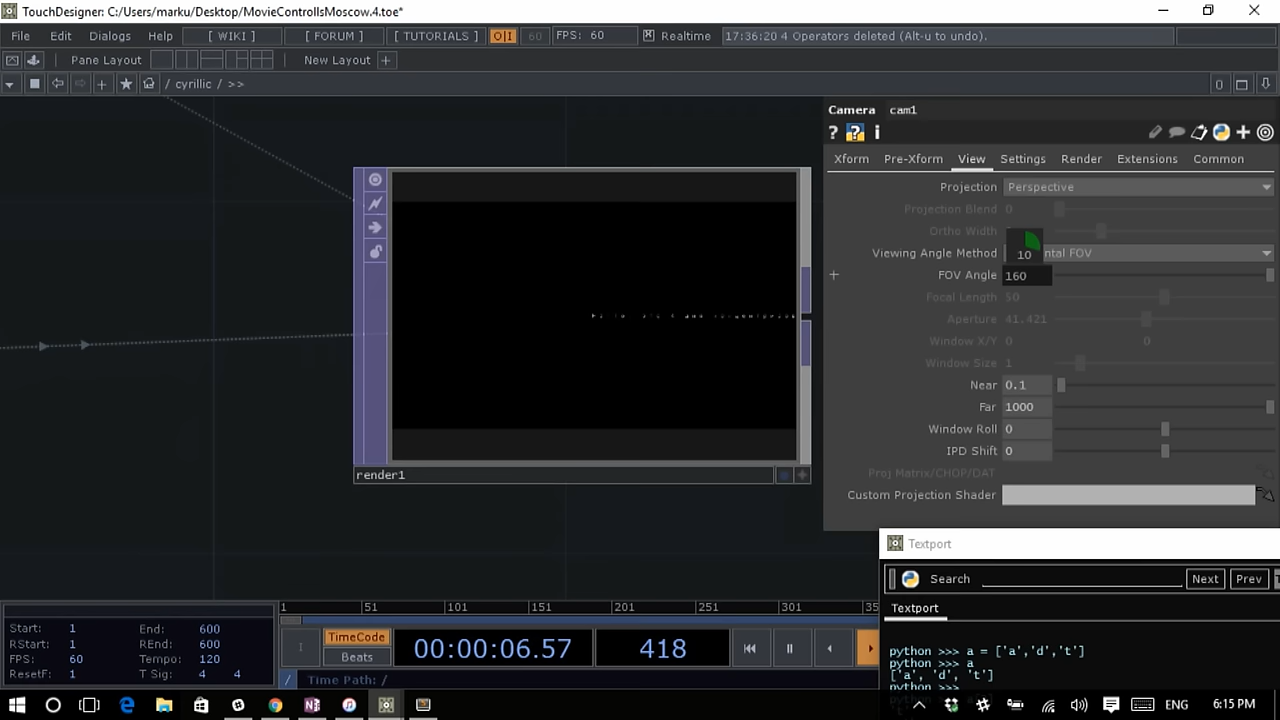 TouchDesigner: C:/Users/marku/Desktop/MovieControllsMoscow.4.toe*
File Edit Dialogs Help [ WIKI ] [ FORUM ] [ TUTORIALS ] O|I 60 FPS: 60 Realtime 17:36:20 4 Operators deleted (Alt-u to undo).
Pane Layout New Layout +
/ cyrillic / >> 0
Camera cam1
? ? i
Xform Pre-Xform View Settings Render Extensions Common
Projection Perspective
Projection Blend 0
Ortho Width
Viewing Angle Method 10 ntal FOV
FOV Angle 160
Focal Length 50
Aperture 41.421
Window X/Y 0 0
Window Size 1
Near 0.1
Far 1000
Window Roll 0
IPD Shift 0
Proj Matrix/CHOP/DAT
Custom Projection Shader
render1
Textport
Search Next Prev
Textport
python >>> a = ['a','d','t']
python >>> a
['a', 'd', 't']
python >>>
1 51 101 151 201 251 301 35
Start: 1 End: 600
RStart: 1 REnd: 600
FPS: 60 Tempo: 120
ResetF: 1 T Sig: 4 4
TimeCode
Beats
00:00:06.57 418
/ Time Path: /
ENG 6:15 PM